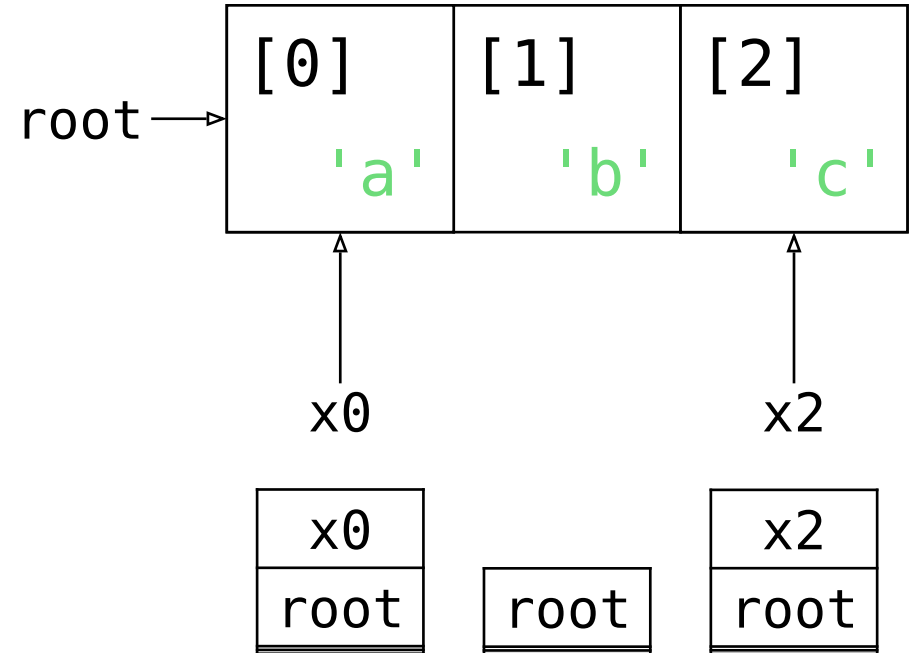 [0] [1] [2]
root
'a' 'b' 'c'
x0 x2
x0 x2
root root root